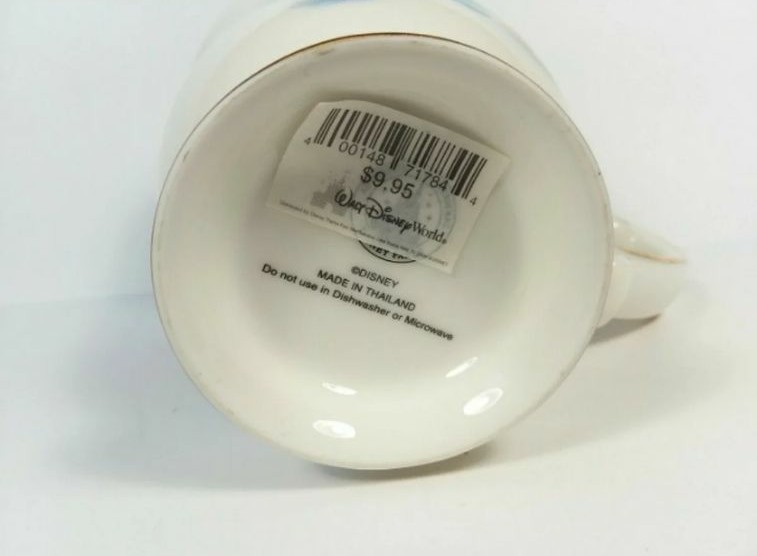 4 00148 71784 4
$9.95
WALT DISNEY World®
©DISNEY
MADE IN THAILAND
Do not use in Dishwasher or Microwave